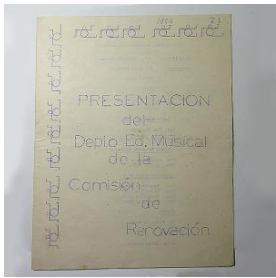 PRESENTACION
del
Depto Ed. Musical
de la
Comisión
de
Renovación